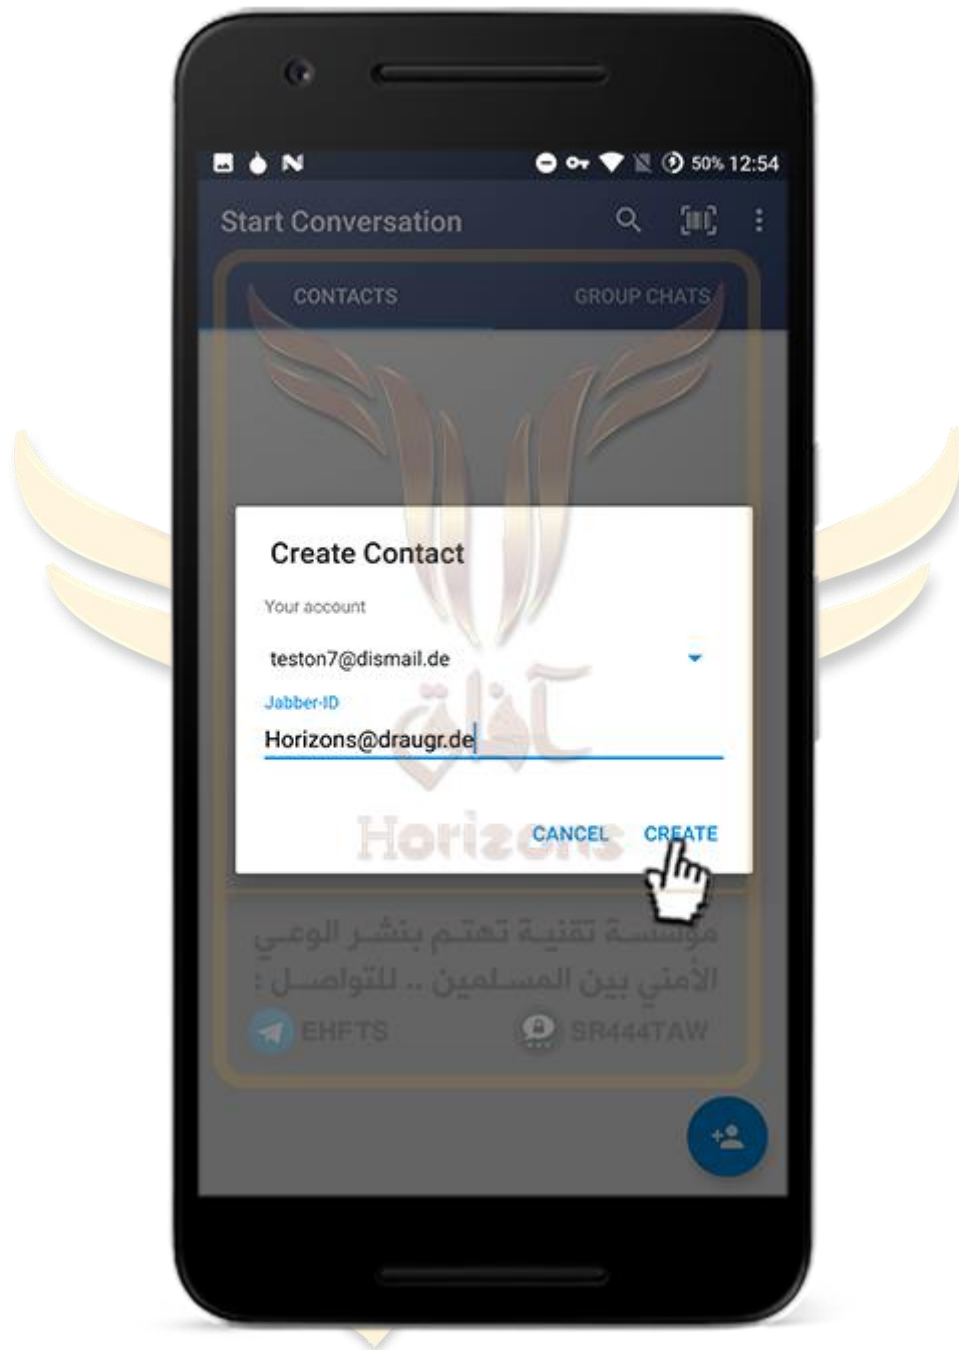 50% 12:54
Start Conversation
CONTACTS GROUP CHATS
Create Contact
Your account
teston7@dismail.de
Jabber-ID
Horizons@draugr.de
آفاق
Horizons
CANCEL CREATE
مؤسسة تقنية تهتم بنشر الوعي
الأمني بين المسلمين .. للتواصل :
EHFTS SR444TAW